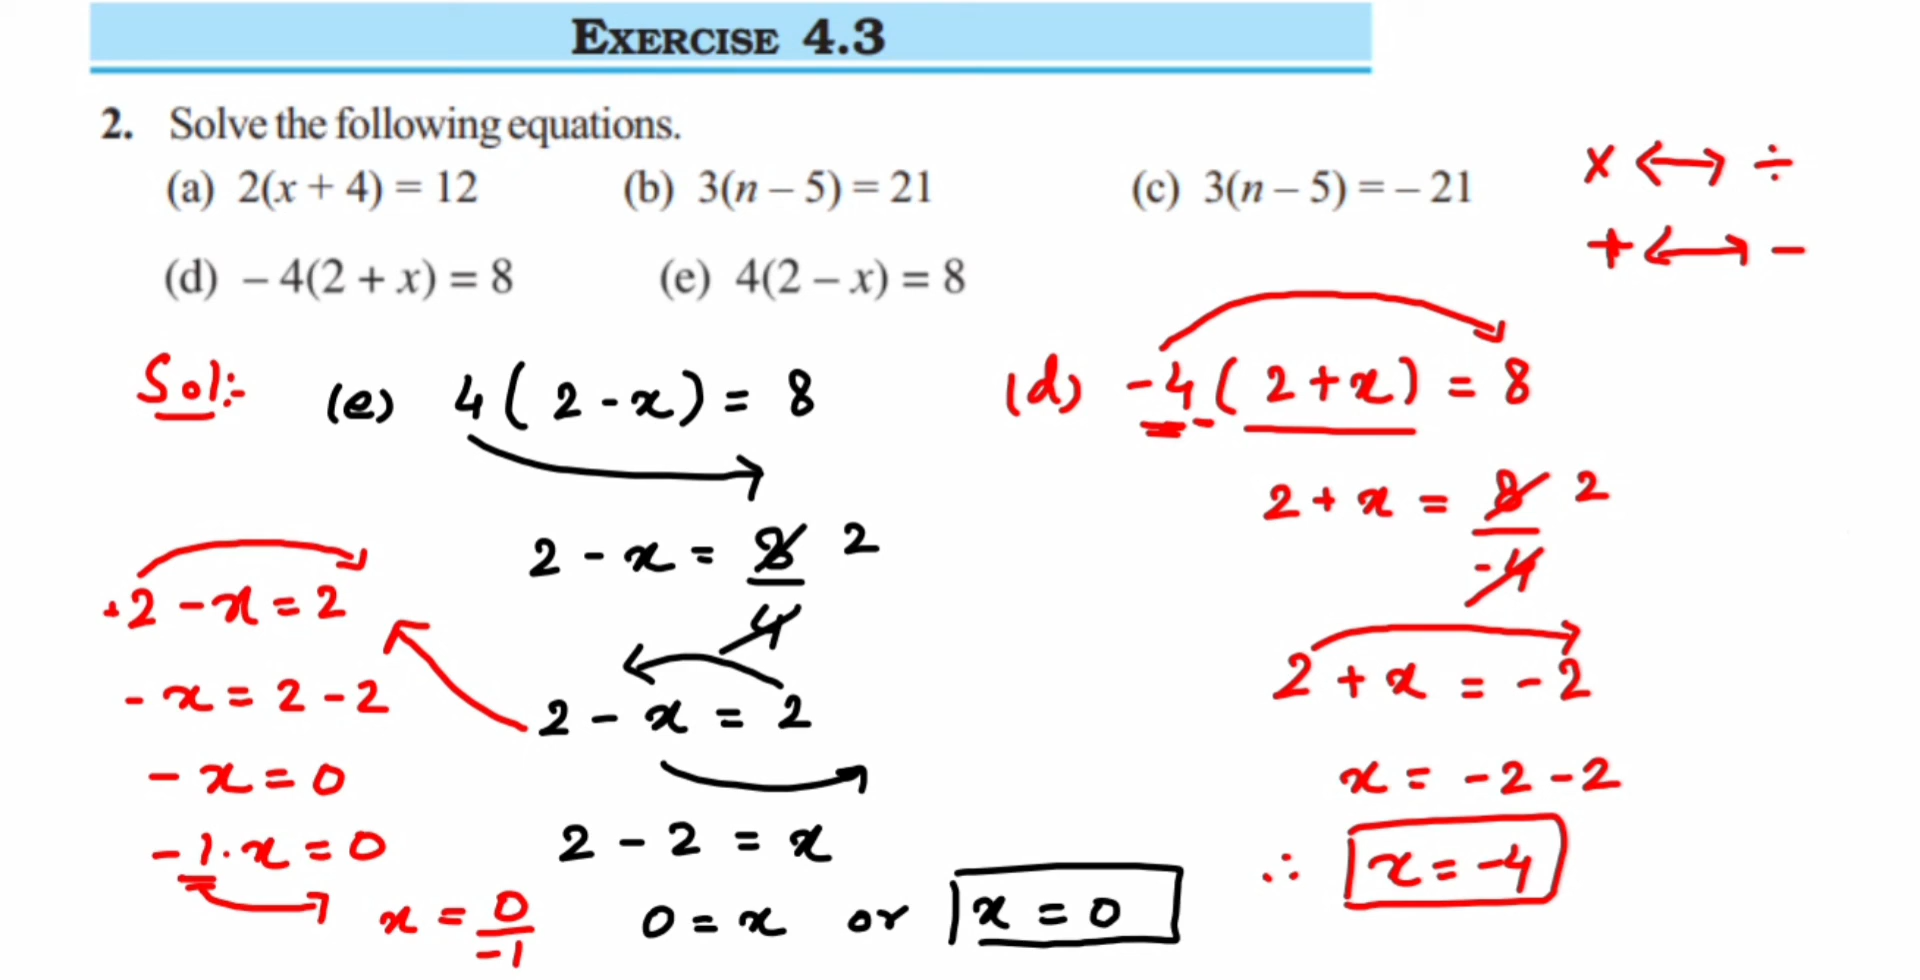 EXERCISE 4.3
2. Solve the following equations.
(a) 2(x + 4) = 12 (b) 3(n – 5) = 21 (c) 3(n – 5) = – 21
(d) – 4(2 + x) = 8 (e) 4(2 – x) = 8
× ↔ ÷
+ ↔ -
Sol:-
(e) 4(2 - x) = 8
2 - x = 8/4 2
2 - x = 2
2 - 2 = x
0 = x or x = 0
+2 - x = 2
- x = 2 - 2
- x = 0
- 1 · x = 0
x = 0/-1
(d) -4(2 + x) = 8
2 + x = 8/-4 2
2 + x = -2
x = -2 - 2
∴ x = -4